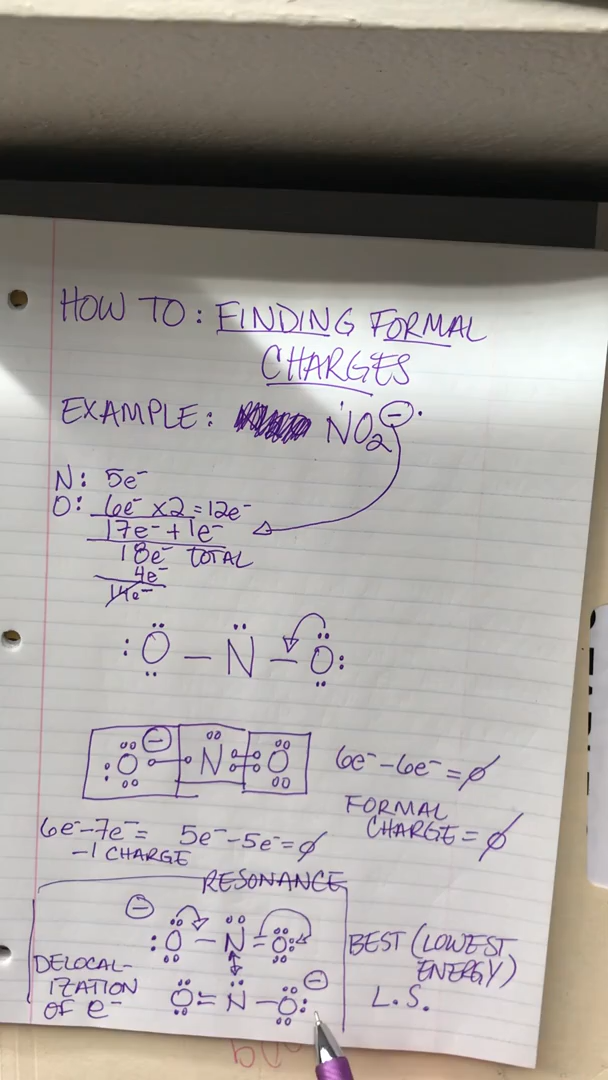 HOW TO: FINDING FORMAL
CHARGES
EXAMPLE: NO2⊖
N: 5e⁻
O: 6e⁻ x2 = 12e⁻
17e⁻ + 1e⁻
18e⁻ TOTAL
4e⁻
14e⁻
:Ö — N̈ — Ö:
:O⊖ N O
6e⁻ - 6e⁻ = ∅
FORMAL
CHARGE = ∅
6e⁻ - 7e⁻ = 5e⁻ - 5e⁻ = ∅
-1 CHARGE
RESONANCE
⊖ :Ö — N̈ = Ö:
BEST (LOWEST
ENERGY)
L.S.
DELOCAL-
IZATION
OF e⁻
Ö = N̈ — Ö: ⊖